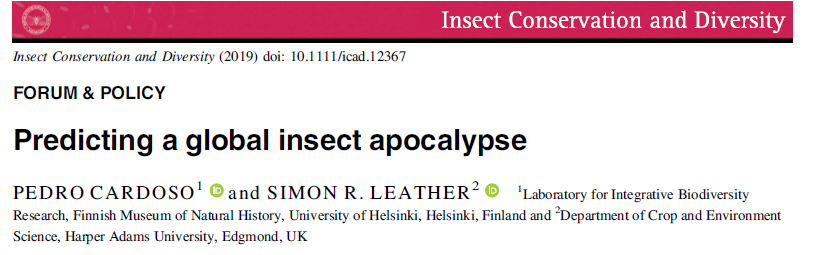 Insect Conservation and Diversity
Insect Conservation and Diversity (2019) doi: 10.1111/icad.12367
FORUM & POLICY
Predicting a global insect apocalypse
PEDRO CARDOSO¹ iD and SIMON R. LEATHER² iD ¹Laboratory for Integrative Biodiversity
Research, Finnish Museum of Natural History, University of Helsinki, Helsinki, Finland and ²Department of Crop and Environment
Science, Harper Adams University, Edgmond, UK